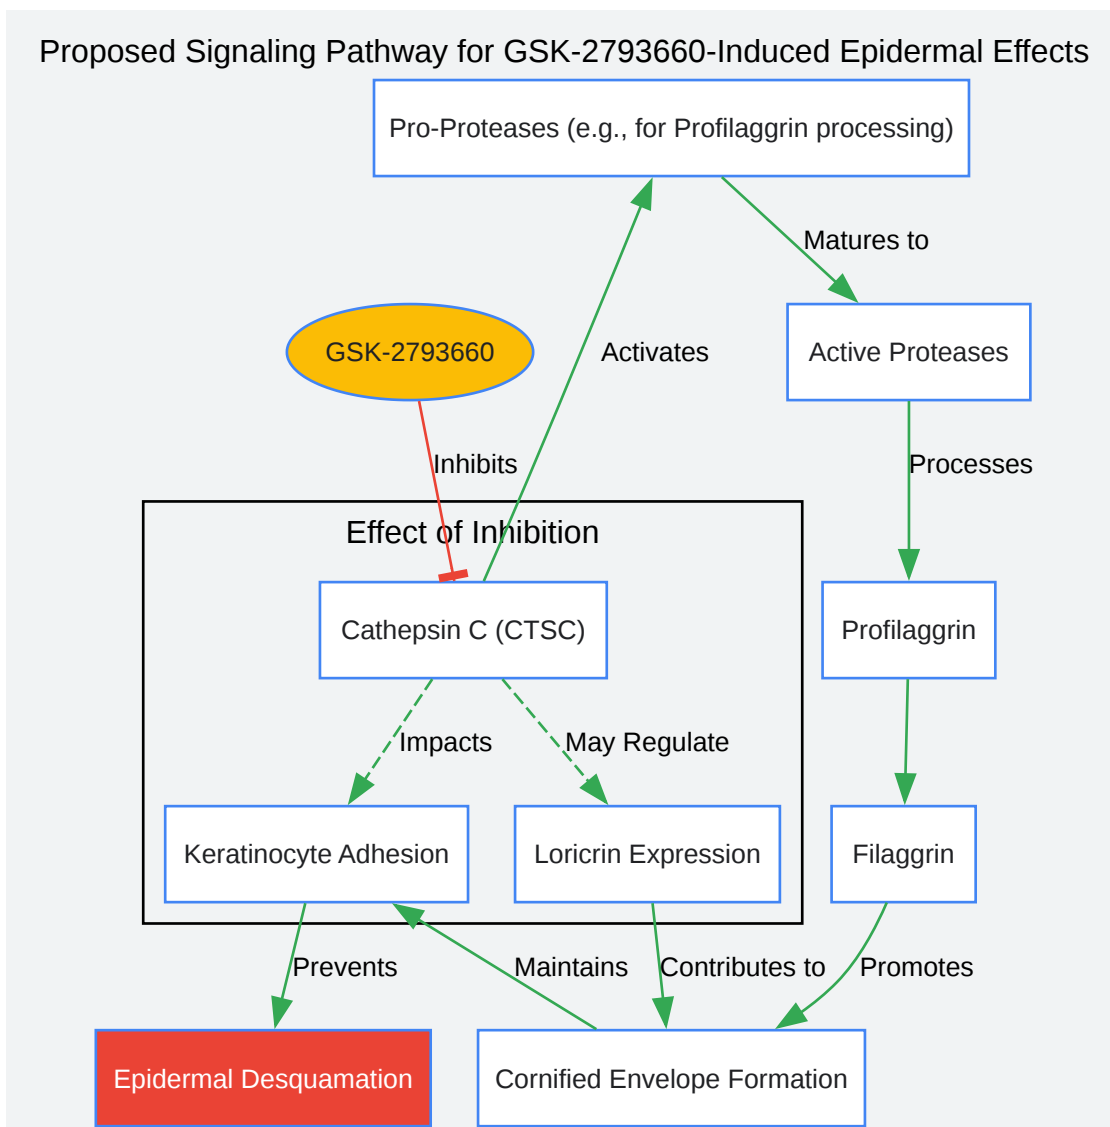 Proposed Signaling Pathway for GSK-2793660-Induced Epidermal Effects
Pro-Proteases (e.g., for Profilaggrin processing)
Matures to
GSK-2793660
Activates
Active Proteases
Inhibits
Processes
Effect of Inhibition
Cathepsin C (CTSC)
Profilaggrin
Impacts
May Regulate
Keratinocyte Adhesion
Loricrin Expression
Filaggrin
Prevents
Maintains
Contributes to
Promotes
Epidermal Desquamation
Cornified Envelope Formation